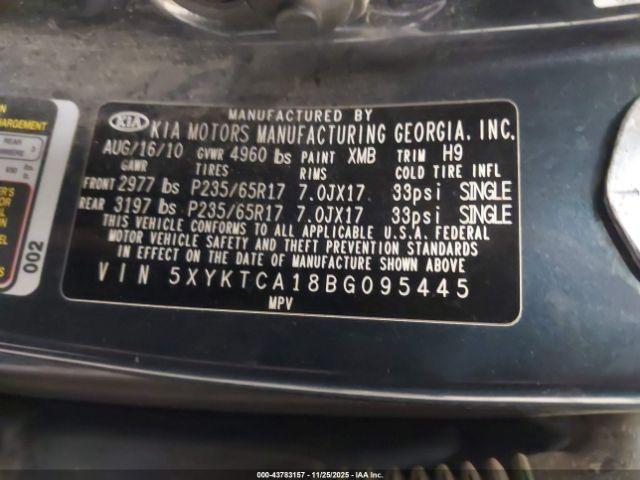 MANUFACTURED BY
KIA KIA MOTORS MANUFACTURING GEORGIA, INC.
AUG/16/10 GVWR 4960 lbs PAINT XMB TRIM H9
GAWR TIRES RIMS COLD TIRE INFL
FRONT 2977 lbs P235/65R17 7.0JX17 33psi SINGLE
REAR 3197 lbs P235/65R17 7.0JX17 33psi SINGLE
THIS VEHICLE CONFORMS TO ALL APPLICABLE U.S.A. FEDERAL
MOTOR VEHICLE SAFETY AND THEFT PREVENTION STANDARDS
IN EFFECT ON THE DATE OF MANUFACTURE SHOWN ABOVE
VIN 5XYKTCA18BG095445
MPV
REAR
002
000-43783157 - 11/25/2025 - IAA Inc. ©Copyright